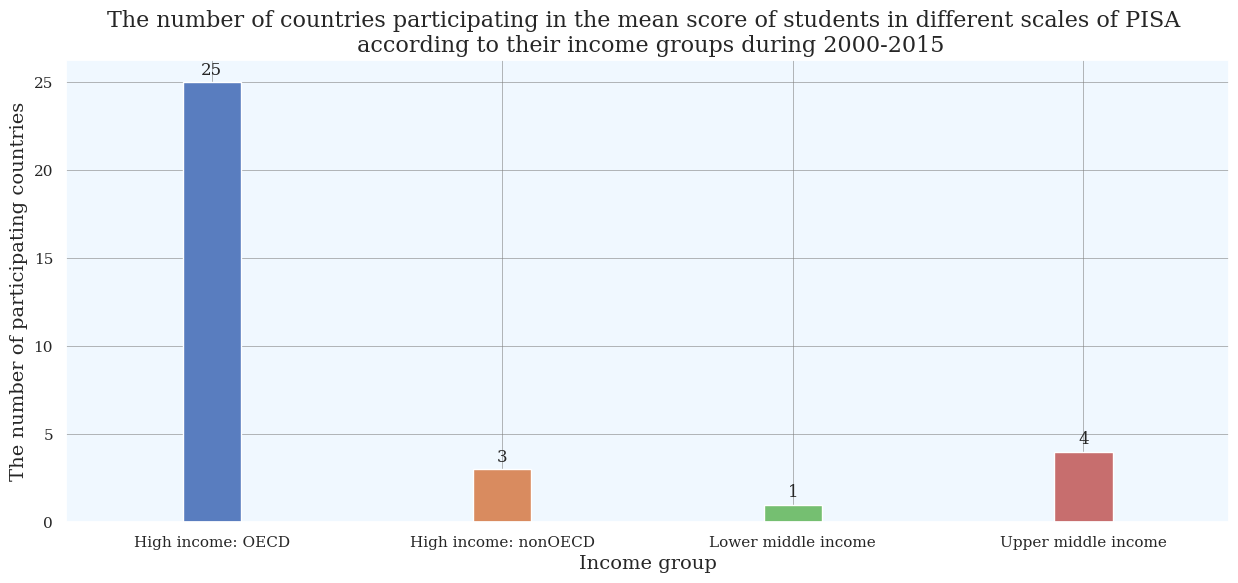 The number of countries participating in the mean score of students in different scales of PISA
according to their income groups during 2000-2015
The number of participating countries
25
20
15
10
5
0
25
3
1
4
High income: OECD
High income: nonOECD
Lower middle income
Upper middle income
Income group